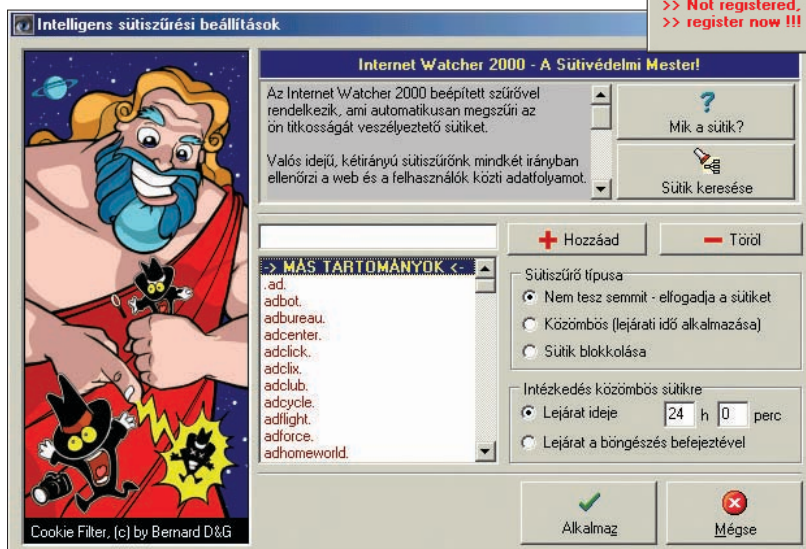 >> Not registered,
>> register now !!!
Intelligens sütiszűrési beállítások
Internet Watcher 2000 - A Sütivédelmi Mester!
Az Internet Watcher 2000 beépített szűrővel
rendelkezik, ami automatikusan megszűri az
ön titkosságát veszélyeztető sütiket.
Valós idejű, kétirányú sütiszűrőnk mindkét irányban
ellenőrzi a web és a felhasználók közti adatfolyamot.
Mik a sütik?
Sütik keresése
Hozzáad
Töröl
-> MÁS TARTOMÁNYOK <-
.ad.
adbot.
adbureau.
adcenter.
adclick.
adclix.
adclub.
adcycle.
adflight.
adforce.
adhomeworld.
Sütiszűrő típusa
Nem tesz semmit - elfogadja a sütiket
Közömbös (lejárati idő alkalmazása)
Sütik blokkolása
Intézkedés közömbös sütikre
Lejárat ideje 24 h 0 perc
Lejárat a böngészés befejeztével
Cookie Filter, (c) by Bernard D&G
Alkalmaz
Mégse